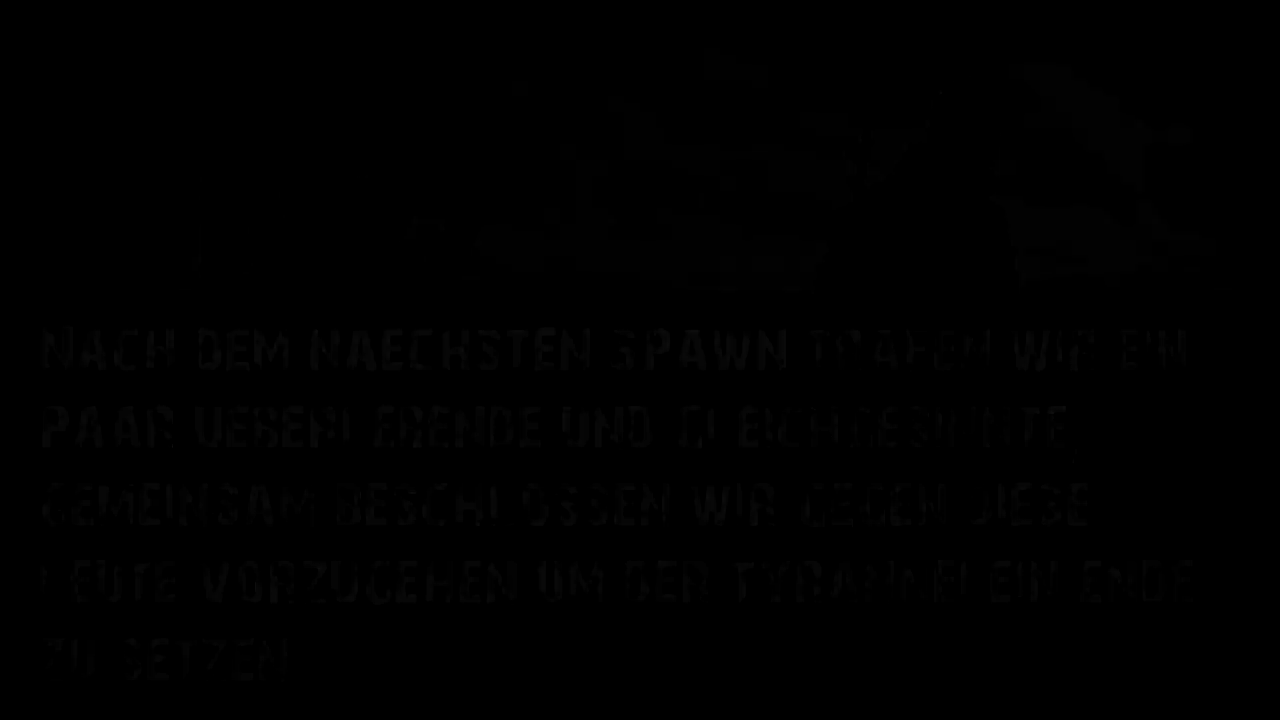 NACH DEM NAECHSTEN SPAWN TRAFEN WIR EIN
PAAR UEBERLEBENDE UND GLEICHGESINNTE,
GEMEINSAM BESCHLOSSEN WIR GEGEN DIESE
LEUTE VORZUGEHEN UM DER TYRANNEI EIN ENDE
ZU SETZEN